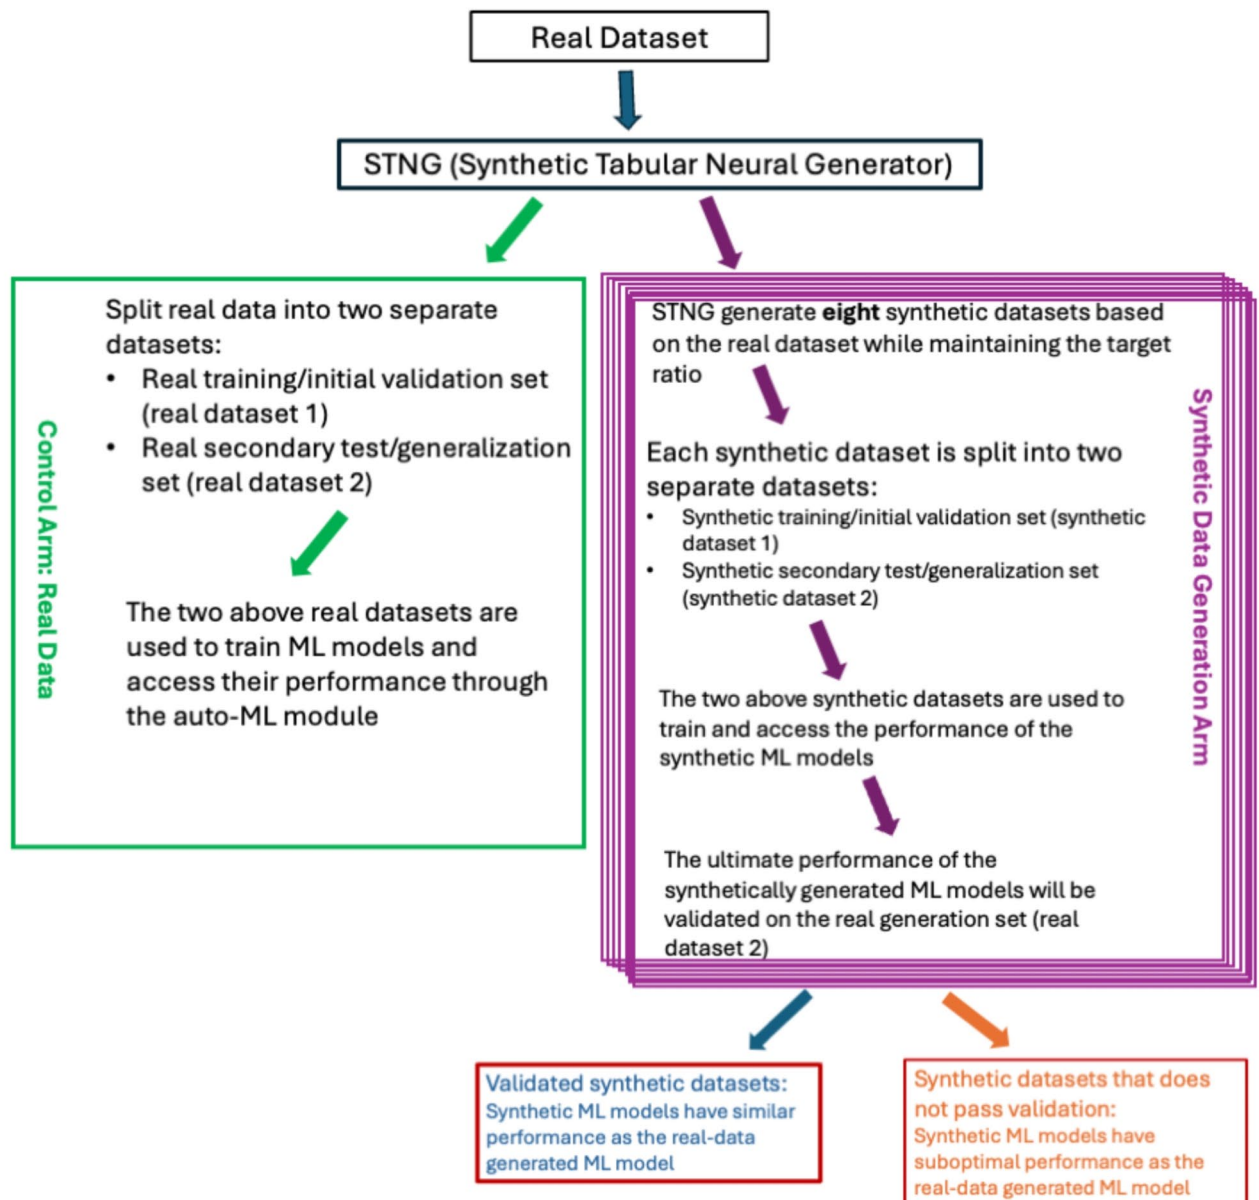 Real Dataset
STNG (Synthetic Tabular Neural Generator)
Control Arm: Real Data
Split real data into two separate
datasets:
• Real training/initial validation set
(real dataset 1)
• Real secondary test/generalization
set (real dataset 2)
The two above real datasets are
used to train ML models and
access their performance through
the auto-ML module
STNG generate eight synthetic datasets based
on the real dataset while maintaining the target
ratio
Each synthetic dataset is split into two
separate datasets:
• Synthetic training/initial validation set (synthetic
dataset 1)
• Synthetic secondary test/generalization set
(synthetic dataset 2)
The two above synthetic datasets are used to
train and access the performance of the
synthetic ML models
The ultimate performance of the
synthetically generated ML models will be
validated on the real generation set (real
dataset 2)
Synthetic Data Generation Arm
Validated synthetic datasets:
Synthetic ML models have similar
performance as the real-data
generated ML model
Synthetic datasets that does
not pass validation:
Synthetic ML models have
suboptimal performance as the
real-data generated ML model